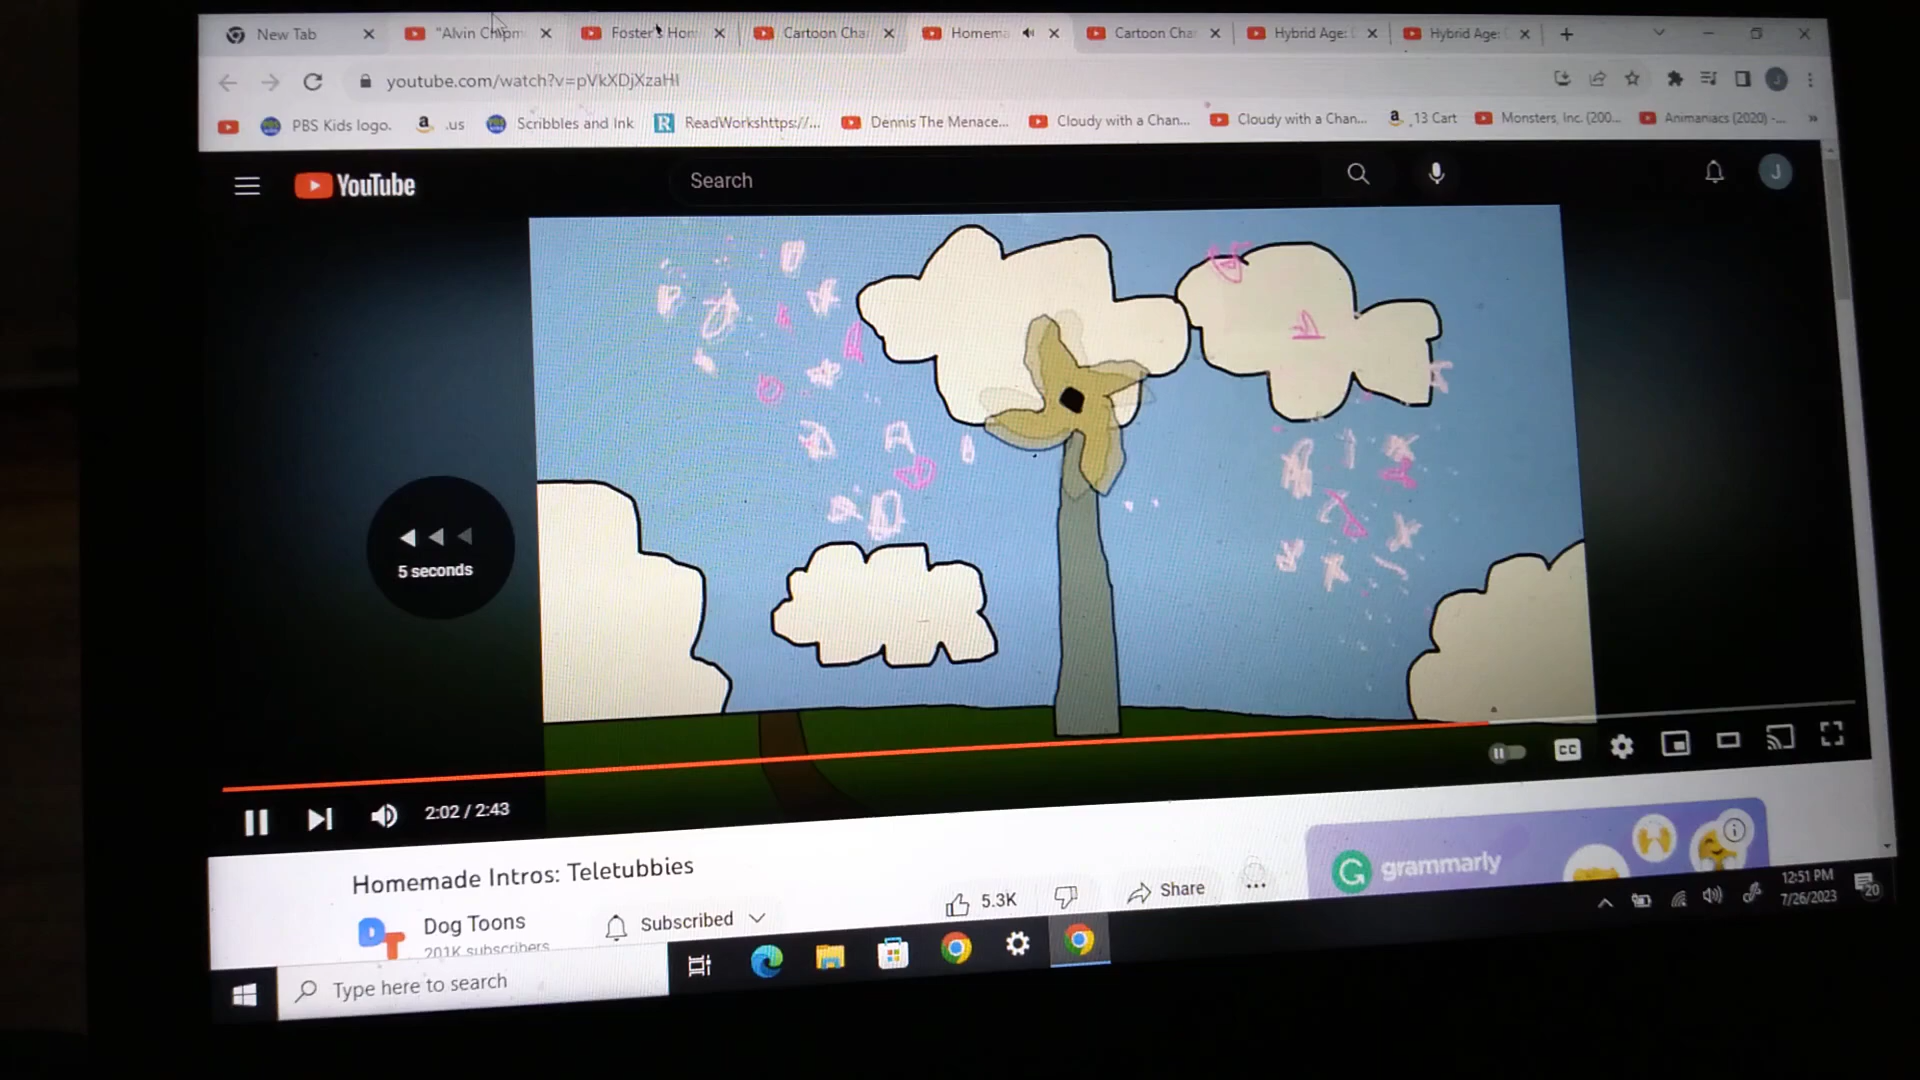 New Tab
"Alvin Chipm
Foster's Hom
Cartoon Cha
Homema
Cartoon Cha
Hybrid Age:
Hybrid Age:
youtube.com/watch?v=pVkXDjXzaHI
J
PBS Kids logo.
.us
Scribbles and Ink
ReadWorkshttps://...
Dennis The Menace...
Cloudy with a Chan...
Cloudy with a Chan...
,13 Cart
Monsters, Inc. (200...
Animaniacs (2020) -...
»
YouTube
Search
J
5 seconds
CC
2:02 / 2:43
Homemade Intros: Teletubbies
Dog Toons
201K subscribers
Subscribed
5.3K
Share
grammarly
Type here to search
12:51 PM
7/26/2023
20